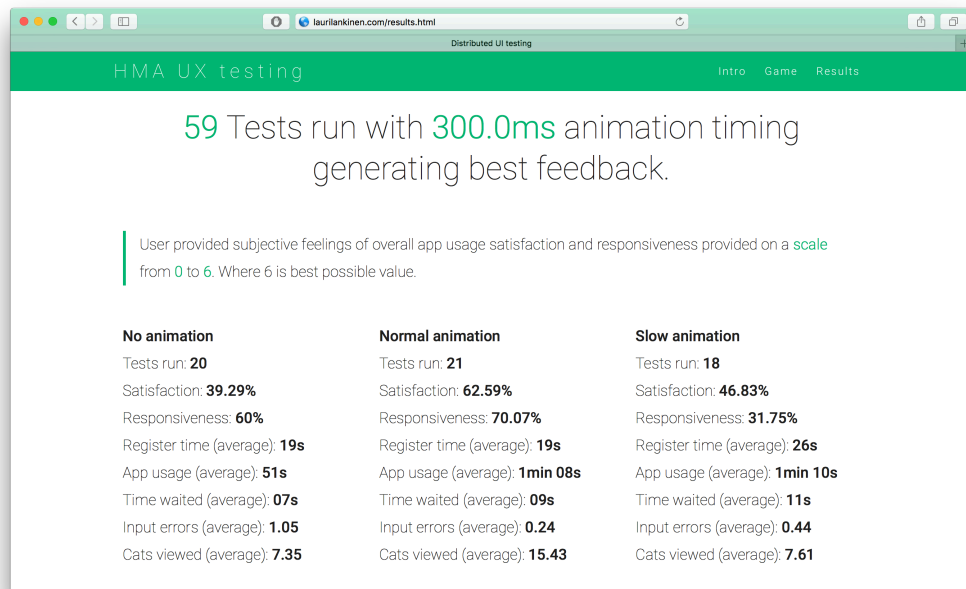 laurilankinen.com/results.html
Distributed UI testing
HMA UX testing
Intro Game Results
59 Tests run with 300.0ms animation timing
generating best feedback.
User provided subjective feelings of overall app usage satisfaction and responsiveness provided on a scale
from 0 to 6. Where 6 is best possible value.
No animation
Tests run: 20
Satisfaction: 39.29%
Responsiveness: 60%
Register time (average): 19s
App usage (average): 51s
Time waited (average): 07s
Input errors (average): 1.05
Cats viewed (average): 7.35
Normal animation
Tests run: 21
Satisfaction: 62.59%
Responsiveness: 70.07%
Register time (average): 19s
App usage (average): 1min 08s
Time waited (average): 09s
Input errors (average): 0.24
Cats viewed (average): 15.43
Slow animation
Tests run: 18
Satisfaction: 46.83%
Responsiveness: 31.75%
Register time (average): 26s
App usage (average): 1min 10s
Time waited (average): 11s
Input errors (average): 0.44
Cats viewed (average): 7.61